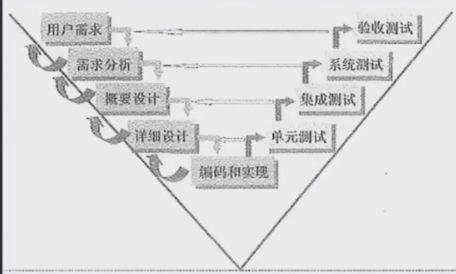 用户需求
验收测试
需求分析
系统测试
概要设计
集成测试
详细设计
单元测试
编码和实现